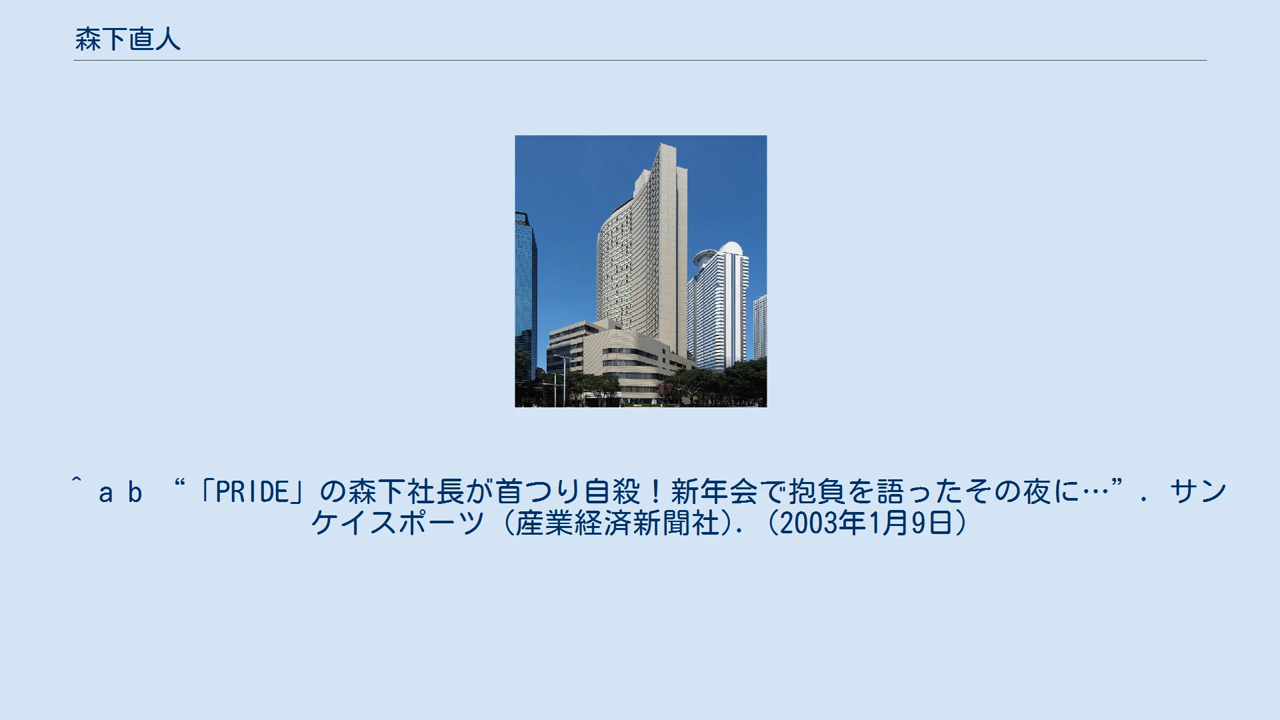 森下直人
^ a b “「PRIDE」の森下社長が首つり自殺！新年会で抱負を語ったその夜に…”. サン
ケイスポーツ（産業経済新聞社）. （2003年1月9日）